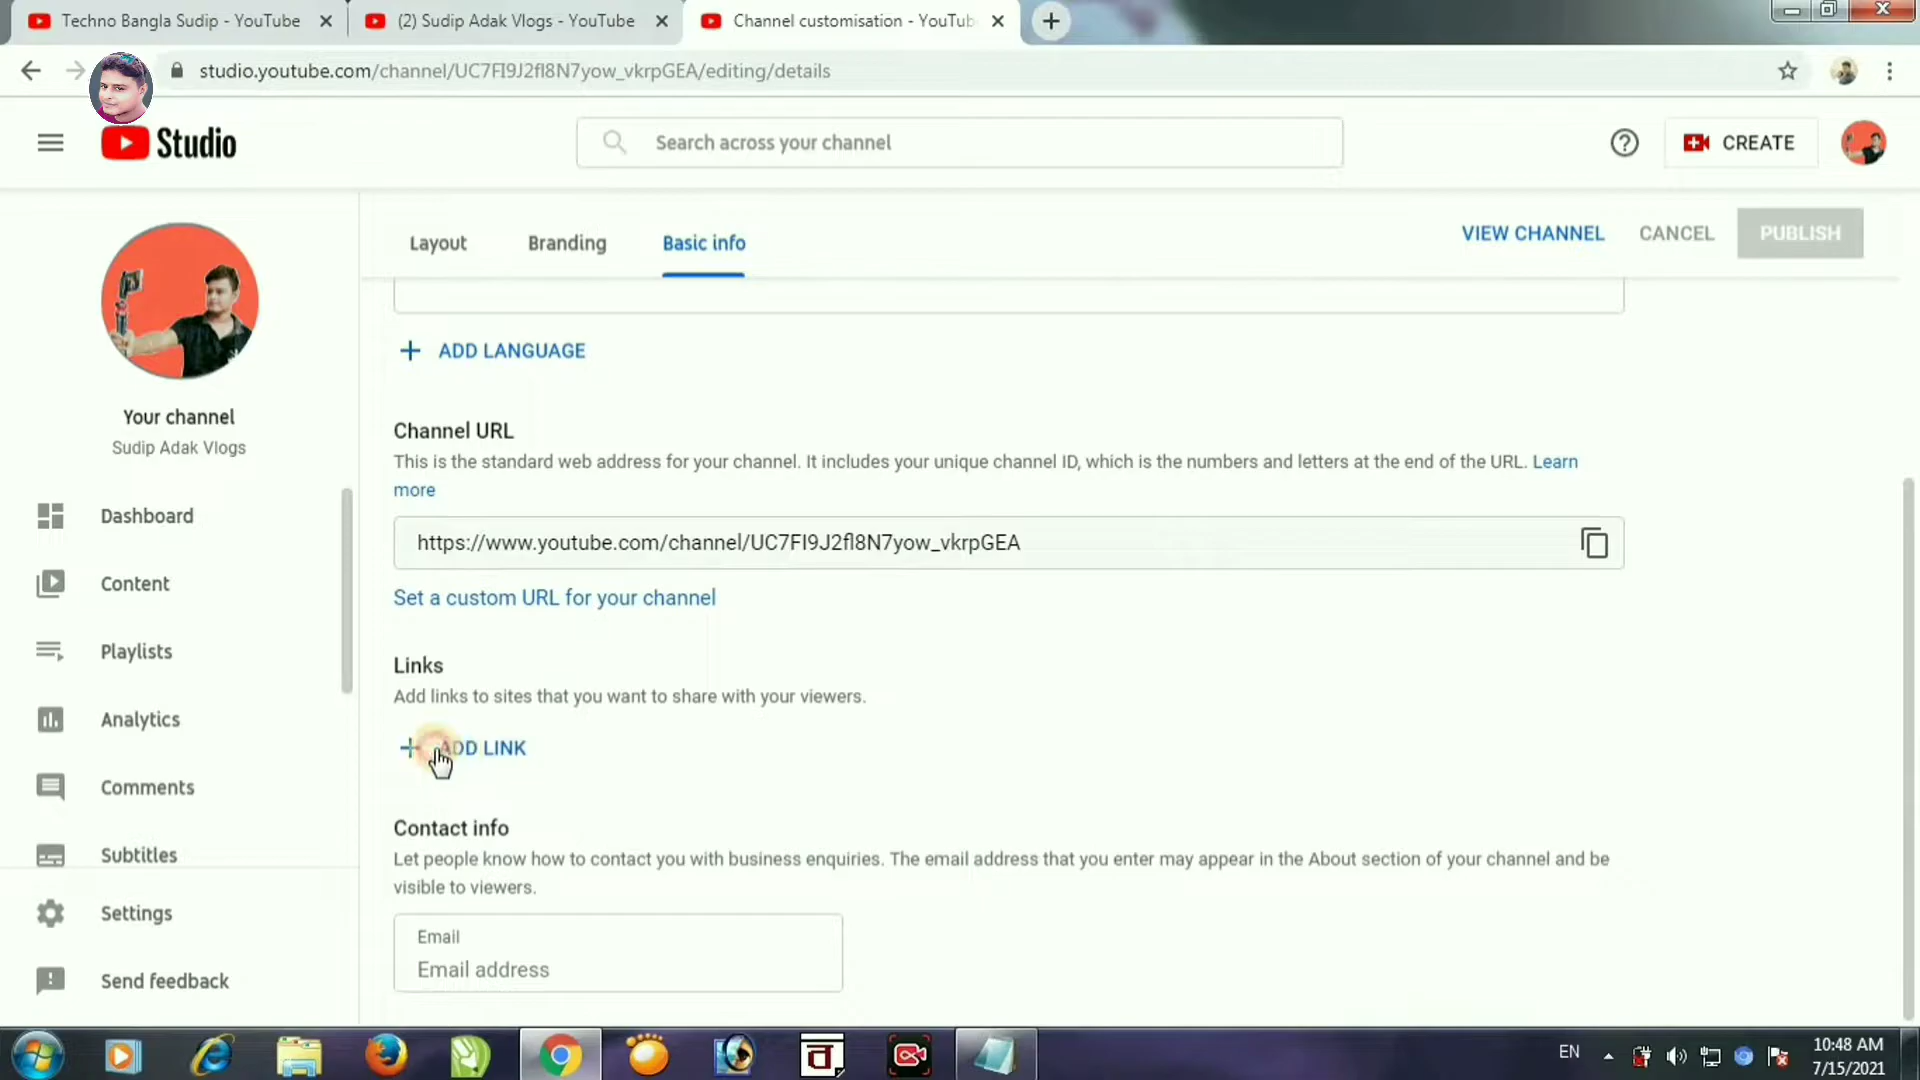 Techno Bangla Sudip - YouTube
(2) Sudip Adak Vlogs - YouTube
Channel customisation - YouTub
studio.youtube.com/channel/UC7FI9J2fl8N7yow_vkrpGEA/editing/details
Studio
Search across your channel
CREATE
Layout
Branding
Basic info
VIEW CHANNEL
CANCEL
PUBLISH
Your channel
Sudip Adak Vlogs
Dashboard
Content
Playlists
Analytics
Comments
Subtitles
Settings
Send feedback
ADD LANGUAGE
Channel URL
This is the standard web address for your channel. It includes your unique channel ID, which is the numbers and letters at the end of the URL. Learn
more
https://www.youtube.com/channel/UC7FI9J2fl8N7yow_vkrpGEA
Set a custom URL for your channel
Links
Add links to sites that you want to share with your viewers.
ADD LINK
Contact info
Let people know how to contact you with business enquiries. The email address that you enter may appear in the About section of your channel and be
visible to viewers.
Email
Email address
EN
10:48 AM
7/15/2021